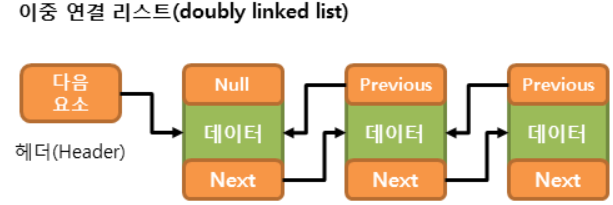 이중 연결 리스트(doubly linked list)
다음
요소
헤더(Header)
Null
데이터
Next
Previous
데이터
Next
Previous
데이터
Next